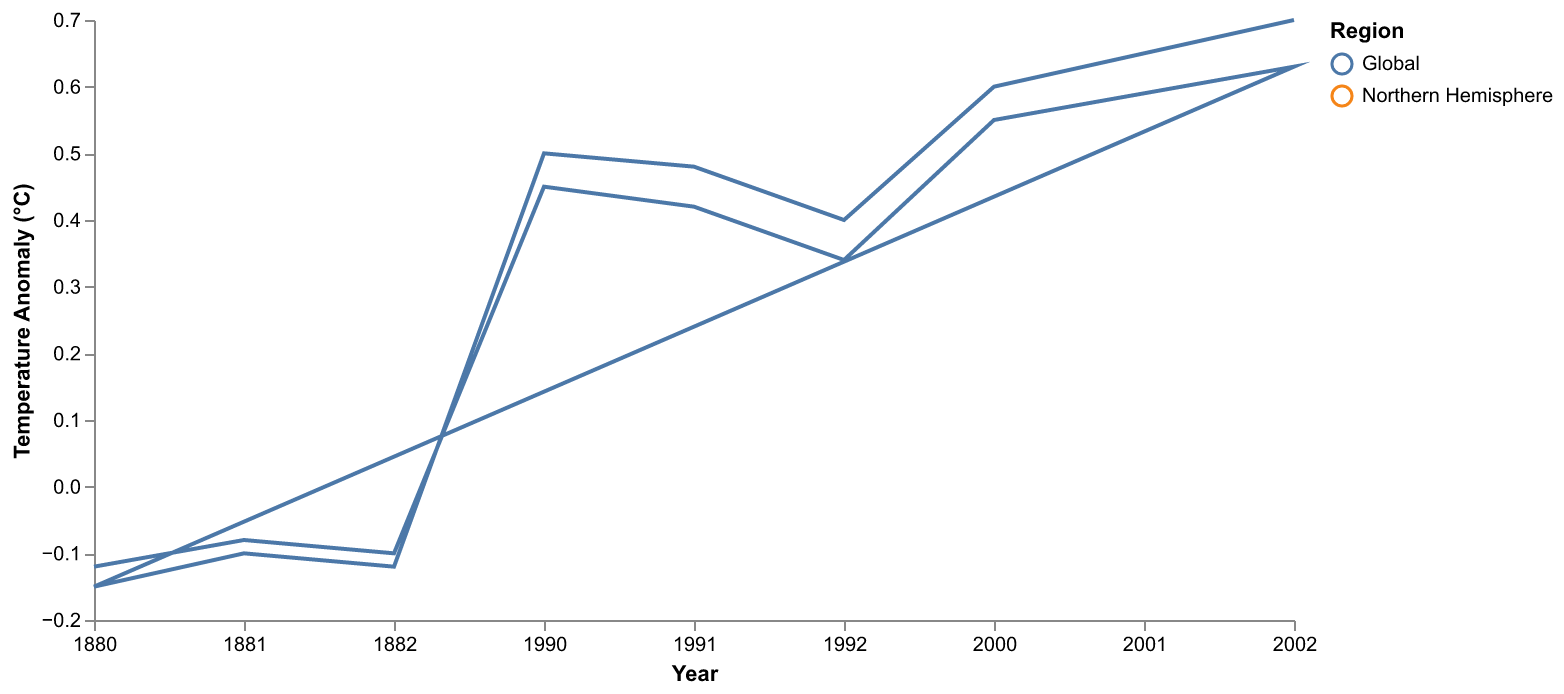 0.7
0.6
0.5
0.4
0.3
0.2
0.1
0.0
−0.1
−0.2
Temperature Anomaly (°C)
1880 1881 1882 1990 1991 1992 2000 2001 2002
Year
Region
Global
Northern Hemisphere